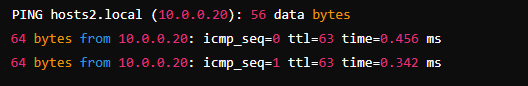 PING hosts2.local (10.0.0.20): 56 data bytes
64 bytes from 10.0.0.20: icmp_seq=0 ttl=63 time=0.456 ms
64 bytes from 10.0.0.20: icmp_seq=1 ttl=63 time=0.342 ms